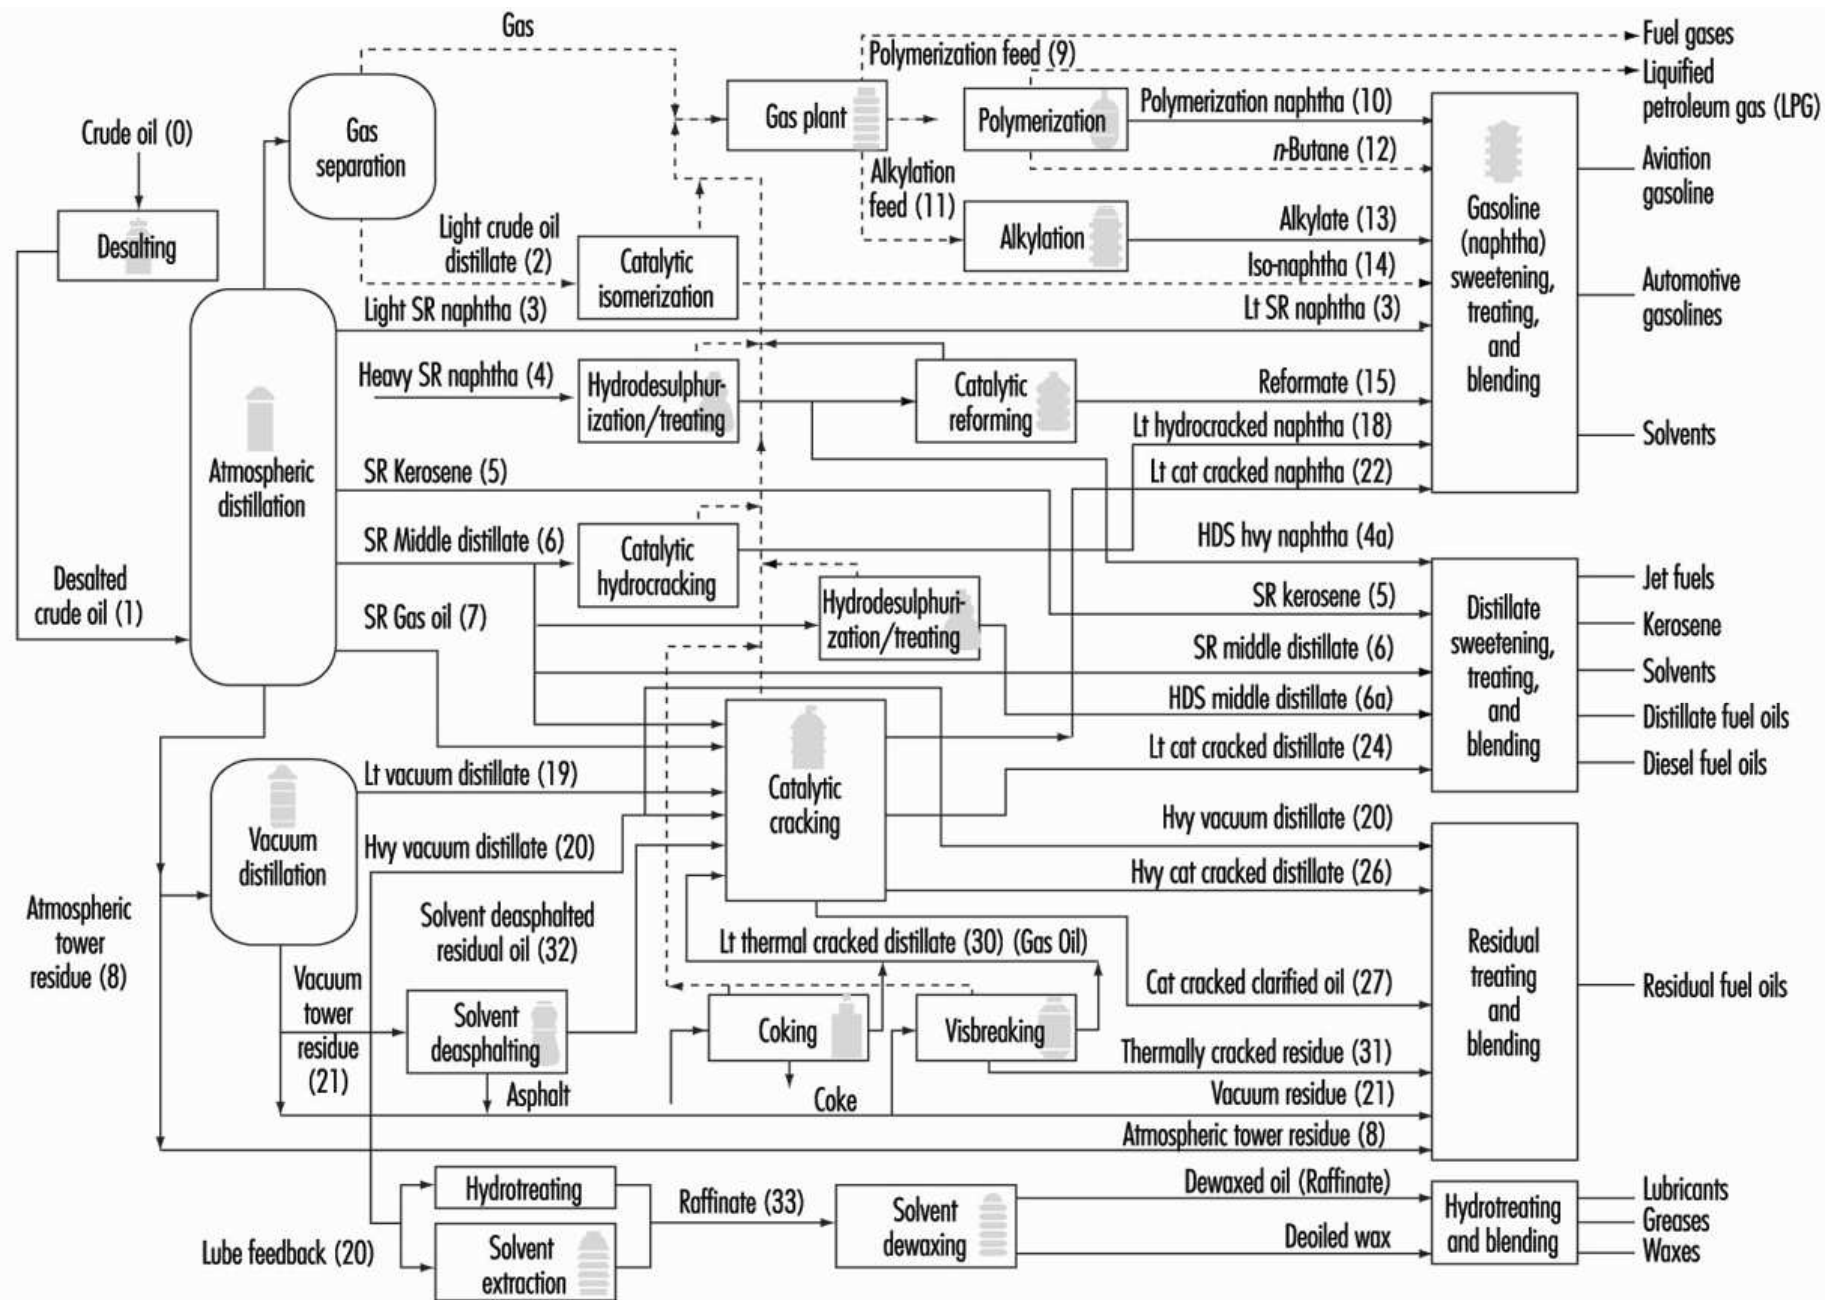 Gas
Fuel gases
Polymerization feed (9)
Liquified
petroleum gas (LPG)
Crude oil (0)
Gas
separation
Gas plant
Polymerization
Polymerization naphtha (10)
n-Butane (12)
Aviation
gasoline
Alkylation
feed (11)
Desalting
Light crude oil
distillate (2)
Catalytic
isomerization
Alkylation
Alkylate (13)
Iso-naphtha (14)
Gasoline
(naphtha)
sweetening,
treating,
and
blending
Automotive
gasolines
Light SR naphtha (3)
Lt SR naphtha (3)
Heavy SR naphtha (4)
Hydrodesulphur-
ization/treating
Catalytic
reforming
Reformate (15)
Lt hydrocracked naphtha (18)
Solvents
Atmospheric
distillation
SR Kerosene (5)
Lt cat cracked naphtha (22)
SR Middle distillate (6)
Catalytic
hydrocracking
HDS hvy naphtha (4a)
Desalted
crude oil (1)
SR Gas oil (7)
Hydrodesulphuri-
zation/treating
SR kerosene (5)
SR middle distillate (6)
HDS middle distillate (6a)
Lt cat cracked distillate (24)
Distillate
sweetening,
treating,
and
blending
Jet fuels
Kerosene
Solvents
Distillate fuel oils
Diesel fuel oils
Lt vacuum distillate (19)
Catalytic
cracking
Vacuum
distillation
Hvy vacuum distillate (20)
Hvy vacuum distillate (20)
Hvy cat cracked distillate (26)
Atmospheric
tower
residue (8)
Solvent deasphalted
residual oil (32)
Lt thermal cracked distillate (30) (Gas Oil)
Residual
treating
and
blending
Residual fuel oils
Vacuum
tower
residue
(21)
Solvent
deasphalting
Coking
Visbreaking
Cat cracked clarified oil (27)
Thermally cracked residue (31)
Asphalt
Coke
Vacuum residue (21)
Atmospheric tower residue (8)
Hydrotreating
Raffinate (33)
Solvent
dewaxing
Dewaxed oil (Raffinate)
Deoiled wax
Hydrotreating
and blending
Lubricants
Greases
Waxes
Lube feedback (20)
Solvent
extraction